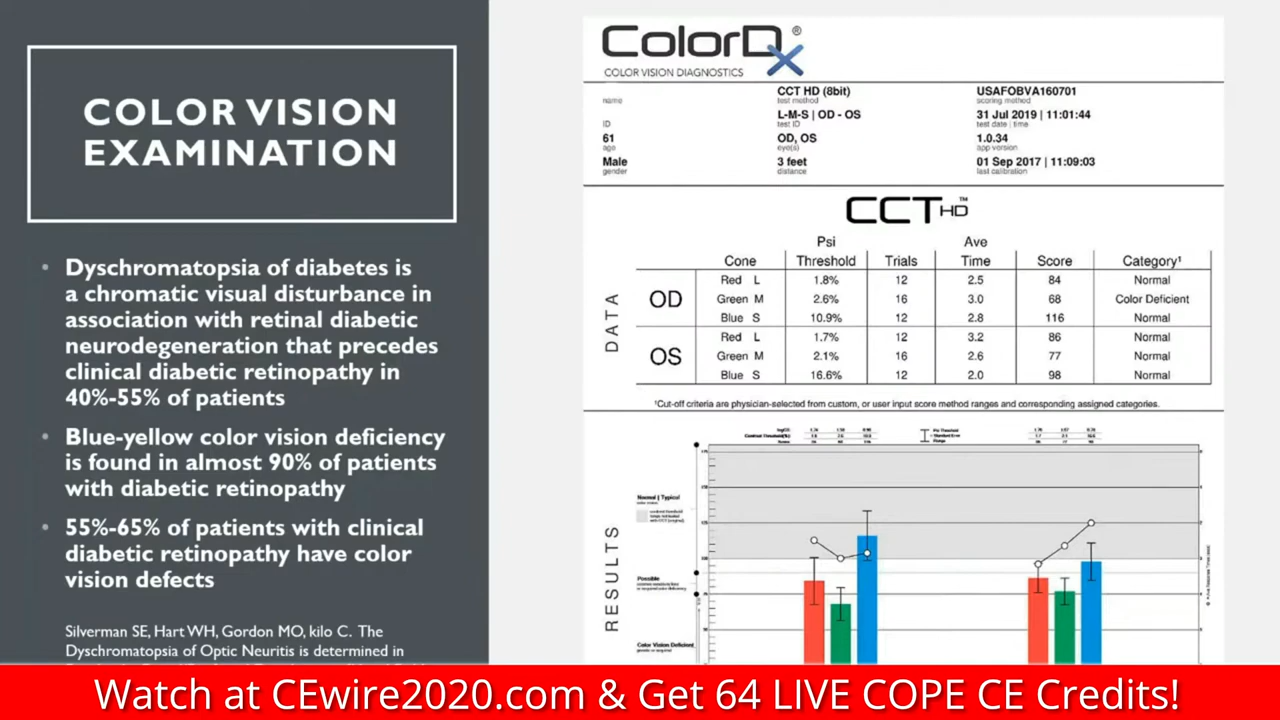 COLOR VISION
EXAMINATION
• Dyschromatopsia of diabetes is
a chromatic visual disturbance in
association with retinal diabetic
neurodegeneration that precedes
clinical diabetic retinopathy in
40%-55% of patients
• Blue-yellow color vision deficiency
is found in almost 90% of patients
with diabetic retinopathy
• 55%-65% of patients with clinical
diabetic retinopathy have color
vision defects
Silverman SE, Hart WH, Gordon MO, kilo C. The
Dyschromatopsia of Optic Neuritis is determined in
ColorDx®
COLOR VISION DIAGNOSTICS
name
ID
61
age
Male
gender
CCT HD (8bit)
test method
L-M-S | OD - OS
test ID
OD, OS
eye(s)
3 feet
distance
USAFOBVA160701
scoring method
31 Jul 2019 | 11:01:44
test date | time
1.0.34
app version
01 Sep 2017 | 11:09:03
last calibration
CCT HD™
DATA
Psi Ave
Cone Threshold Trials Time Score Category¹
OD
Red L 1.8% 12 2.5 84 Normal
Green M 2.6% 16 3.0 68 Color Deficient
Blue S 10.9% 12 2.8 116 Normal
OS
Red L 1.7% 12 3.2 86 Normal
Green M 2.1% 16 2.6 77 Normal
Blue S 16.6% 12 2.0 98 Normal
¹Cut-off criteria are physician-selected from custom, or user input score method ranges and corresponding assigned categories.
RESULTS
Normal | Typical
Possible
Color Vision Deficient
Watch at CEwire2020.com & Get 64 LIVE COPE CE Credits!